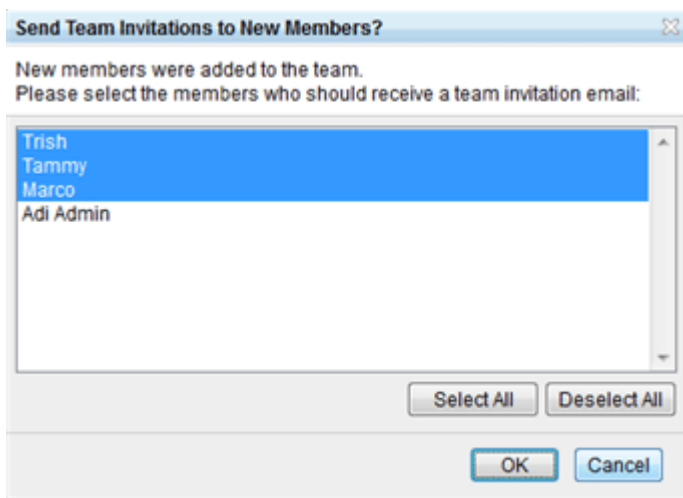 Send Team Invitations to New Members?
New members were added to the team.
Please select the members who should receive a team invitation email:
Trish
Tammy
Marco
Adi Admin
Select All Deselect All
OK Cancel